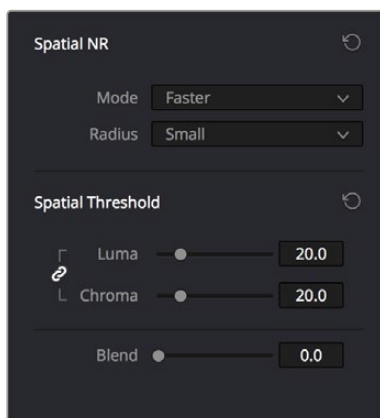 Spatial NR
Mode Faster
Radius Small
Spatial Threshold
Luma 20.0
Chroma 20.0
Blend 0.0